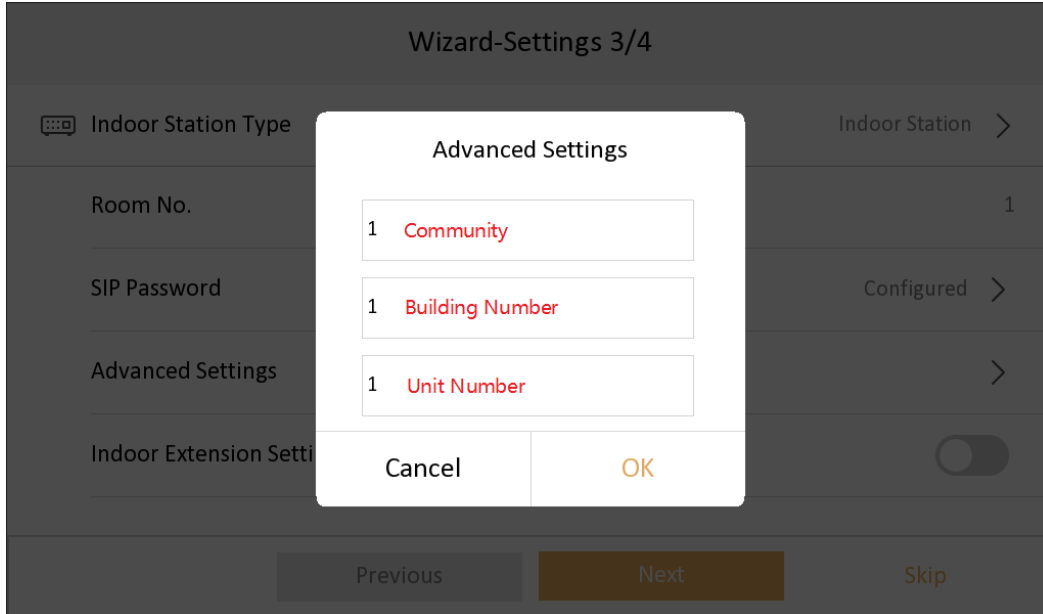 Wizard-Settings 3/4
Indoor Station Type
Indoor Station
Advanced Settings
Room No.
1
1 Community
SIP Password
Configured
1 Building Number
Advanced Settings
1 Unit Number
Indoor Extension Setti
Cancel
OK
Previous
Next
Skip